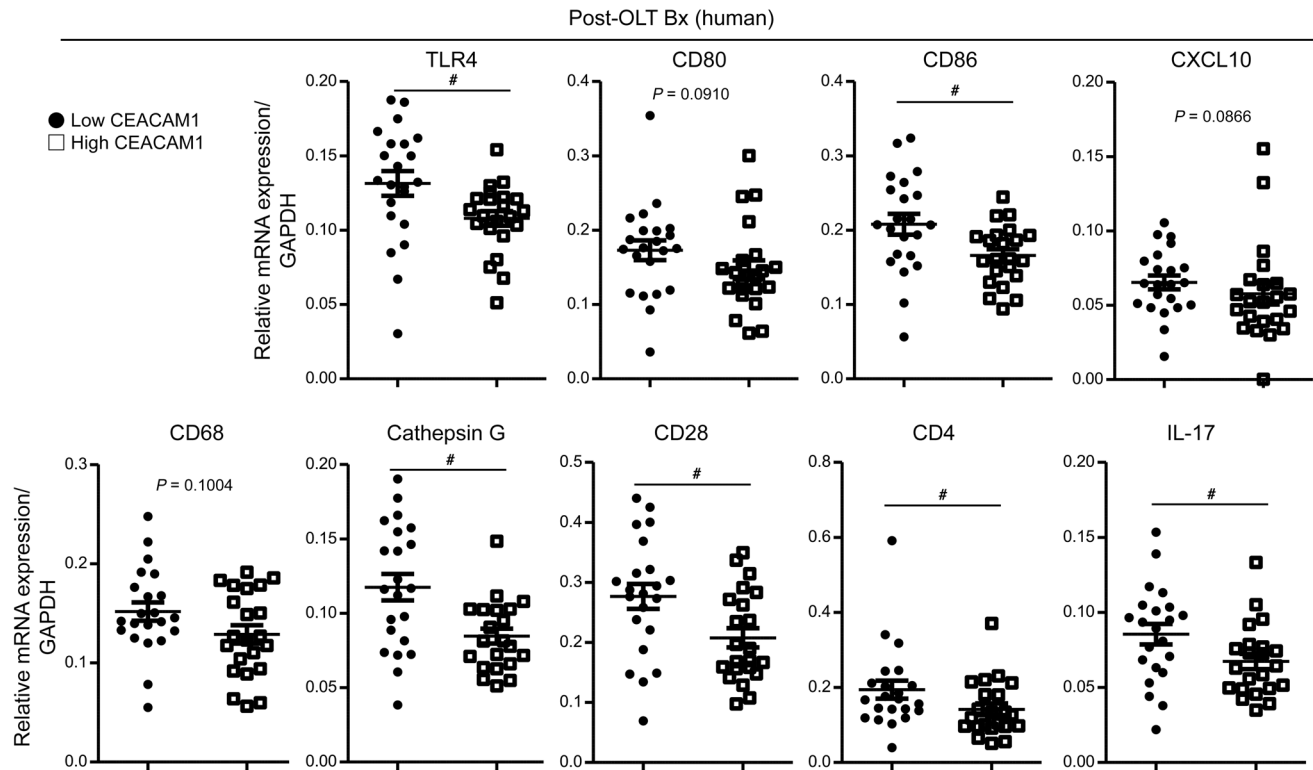 Post-OLT Bx (human)
Low CEACAM1
High CEACAM1
Relative mRNA expression/
GAPDH
TLR4
#
0.20
0.15
0.10
0.05
0.00
CD80
P = 0.0910
0.4
0.3
0.2
0.1
0.0
CD86
#
0.4
0.3
0.2
0.1
0.0
CXCL10
P = 0.0866
0.20
0.15
0.10
0.05
0.00
Relative mRNA expression/
GAPDH
CD68
P = 0.1004
0.3
0.2
0.1
0.0
Cathepsin G
#
0.20
0.15
0.10
0.05
0.00
CD28
#
0.5
0.4
0.3
0.2
0.1
0.0
CD4
#
0.8
0.6
0.4
0.2
0.0
IL-17
#
0.20
0.15
0.10
0.05
0.00